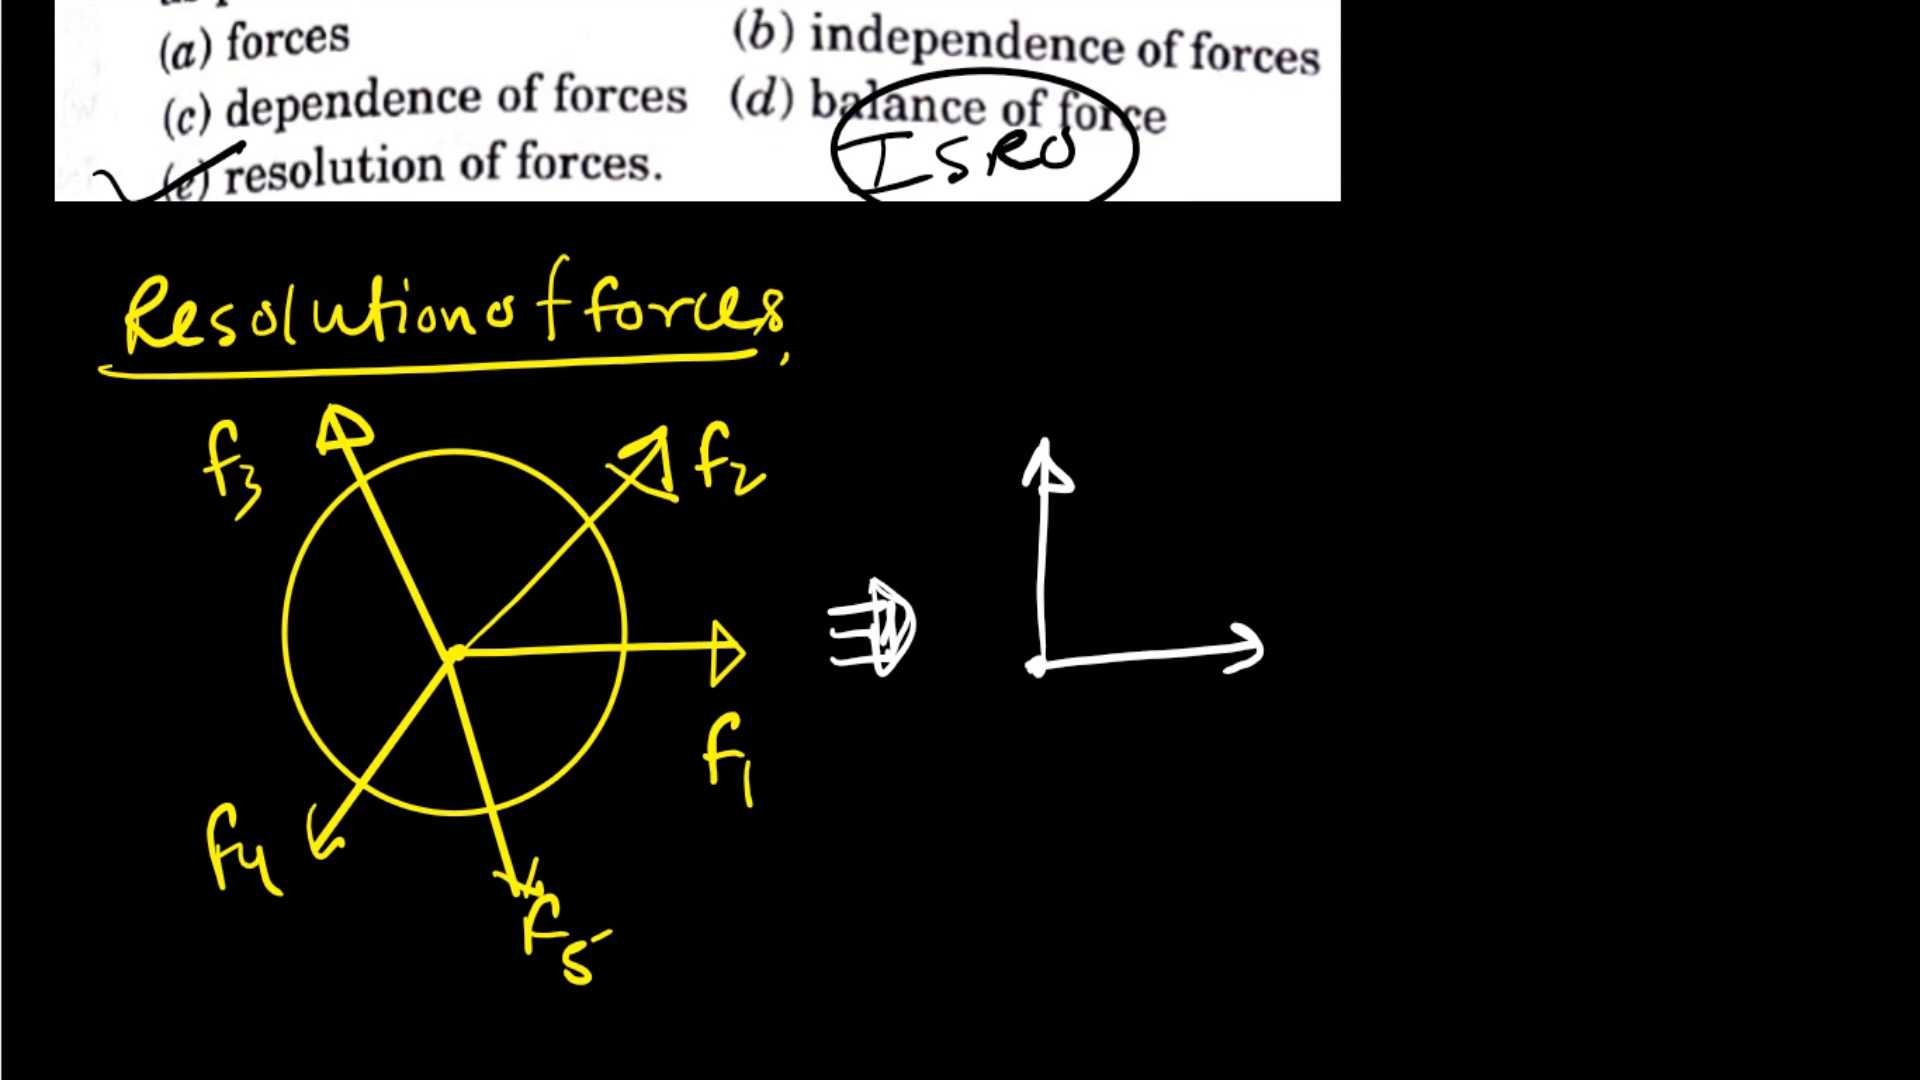 (a) forces (b) independence of forces
(c) dependence of forces (d) balance of force
(e) resolution of forces.
ISRO
Resolution of forces,
f3
f2
f1
f4
f5